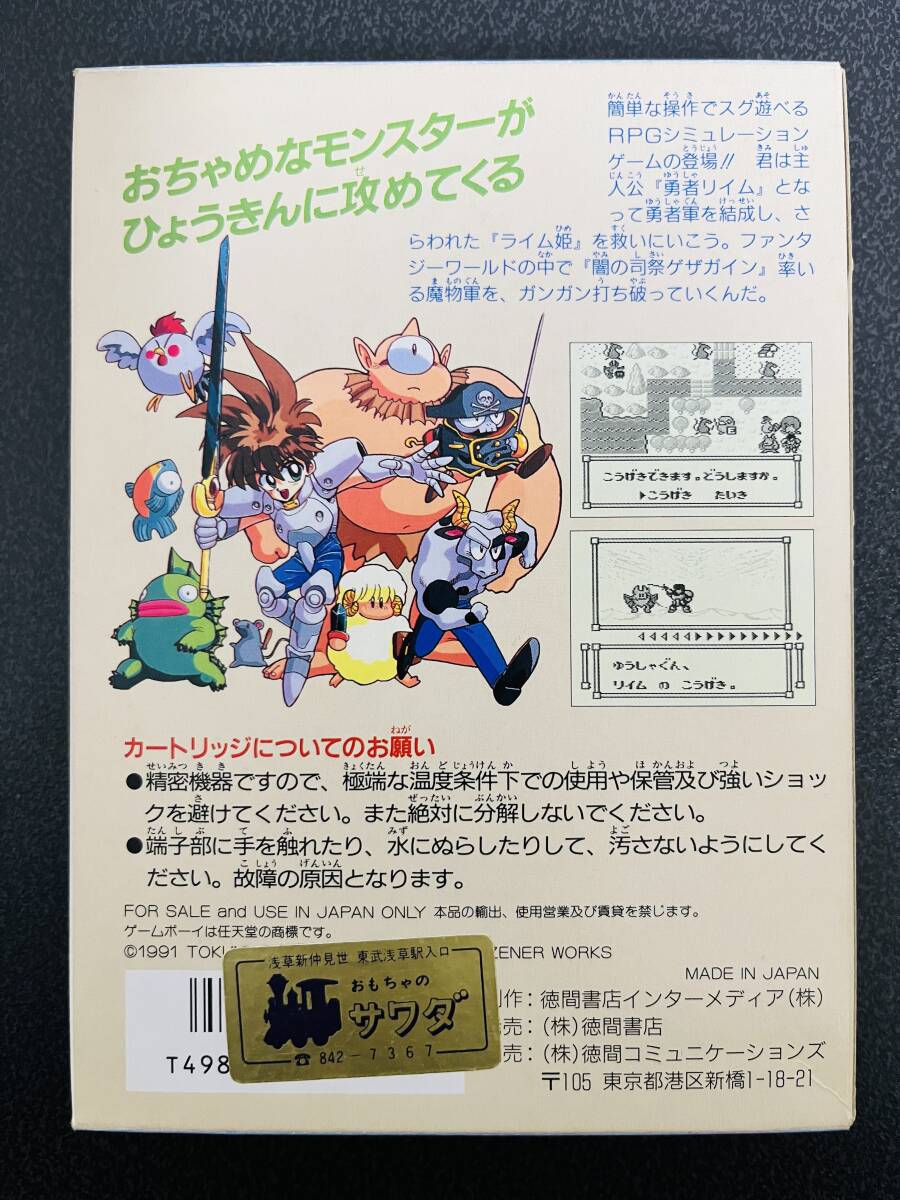 おちゃめなモンスターが
ひょうきんに攻めてくる
簡単な操作でスグ遊べる
RPGシミュレーション
ゲームの登場!! 君は主
人公『勇者リイム』とな
って勇者軍を結成し、さ
らわれた『ライム姫』を救いにいこう。ファンタ
ジーワールドの中で『闇の司祭ゲザガイン』率い
る魔物軍を、ガンガン打ち破っていくんだ。
こうげきできます。どうしますか。
▶こうげき たいき
ゆうしゃぐん、
リイム の こうげき。
カートリッジについてのお願い
●精密機器ですので、極端な温度条件下での使用や保管及び強いショッ
クを避けてください。また絶対に分解しないでください。
●端子部に手を触れたり、水にぬらしたりして、汚さないようにしてく
ださい。故障の原因となります。
FOR SALE and USE IN JAPAN ONLY 本品の輸出、使用営業及び賃貸を禁じます。
ゲームボーイは任天堂の商標です。
©1991 TOKU ZENER WORKS
MADE IN JAPAN
浅草新仲見世 東武浅草駅入口
おもちゃの
サワダ
☎842-7367
T498
制作：徳間書店インターメディア(株)
売：(株)徳間書店
売：(株)徳間コミュニケーションズ
〒105 東京都港区新橋1-18-21